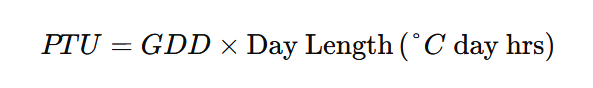 PTU = GDD × Day Length (°C day hrs)